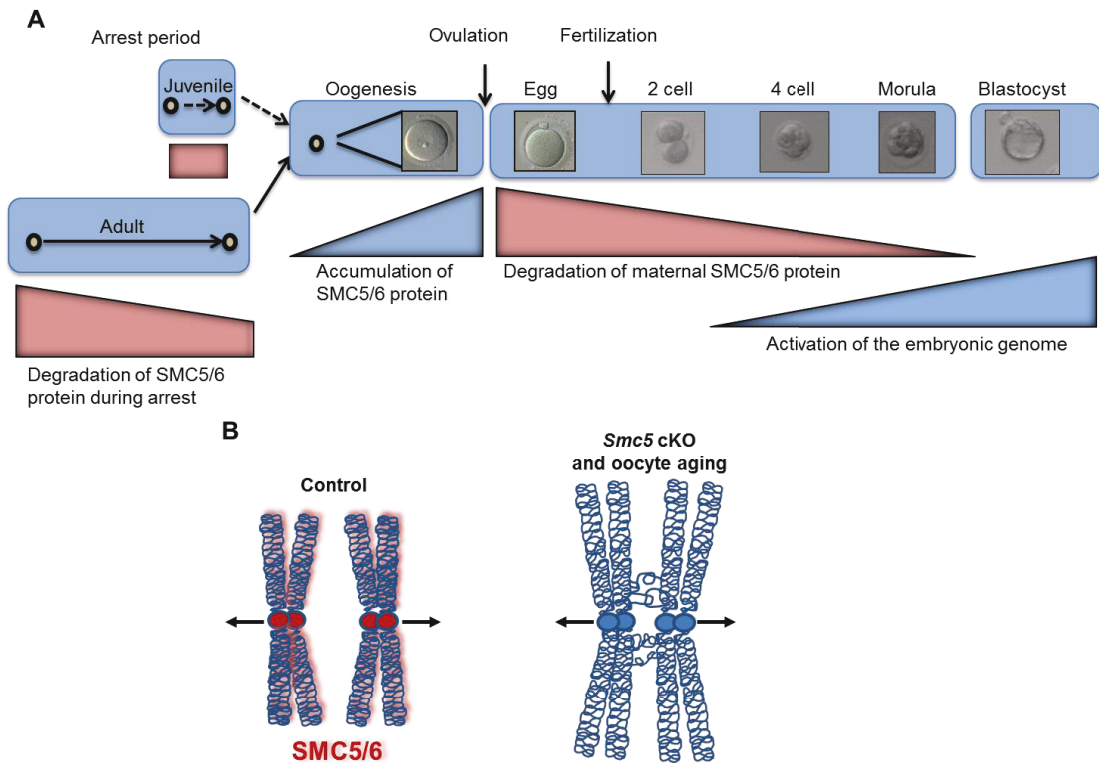 A
Arrest period
Juvenile
Ovulation
Fertilization
Oogenesis
Egg
2 cell
4 cell
Morula
Blastocyst
Adult
Accumulation of
SMC5/6 protein
Degradation of maternal SMC5/6 protein
Activation of the embryonic genome
Degradation of SMC5/6
protein during arrest
B
Control
Smc5 cKO
and oocyte aging
SMC5/6